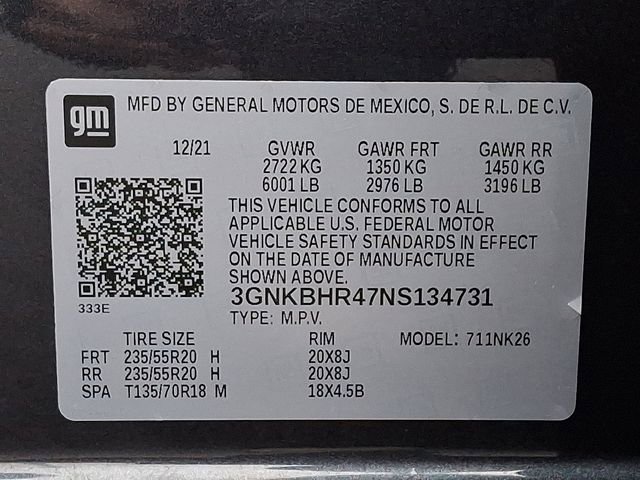 gm
MFD BY GENERAL MOTORS DE MEXICO, S. DE R.L. DE C.V.
12/21 GVWR GAWR FRT GAWR RR
2722 KG 1350 KG 1450 KG
6001 LB 2976 LB 3196 LB
THIS VEHICLE CONFORMS TO ALL
APPLICABLE U.S. FEDERAL MOTOR
VEHICLE SAFETY STANDARDS IN EFFECT
ON THE DATE OF MANUFACTURE
SHOWN ABOVE.
3GNKBHR47NS134731
333E
TYPE: M.P.V.
TIRE SIZE RIM MODEL: 711NK26
FRT 235/55R20 H 20X8J
RR 235/55R20 H 20X8J
SPA T135/70R18 M 18X4.5B